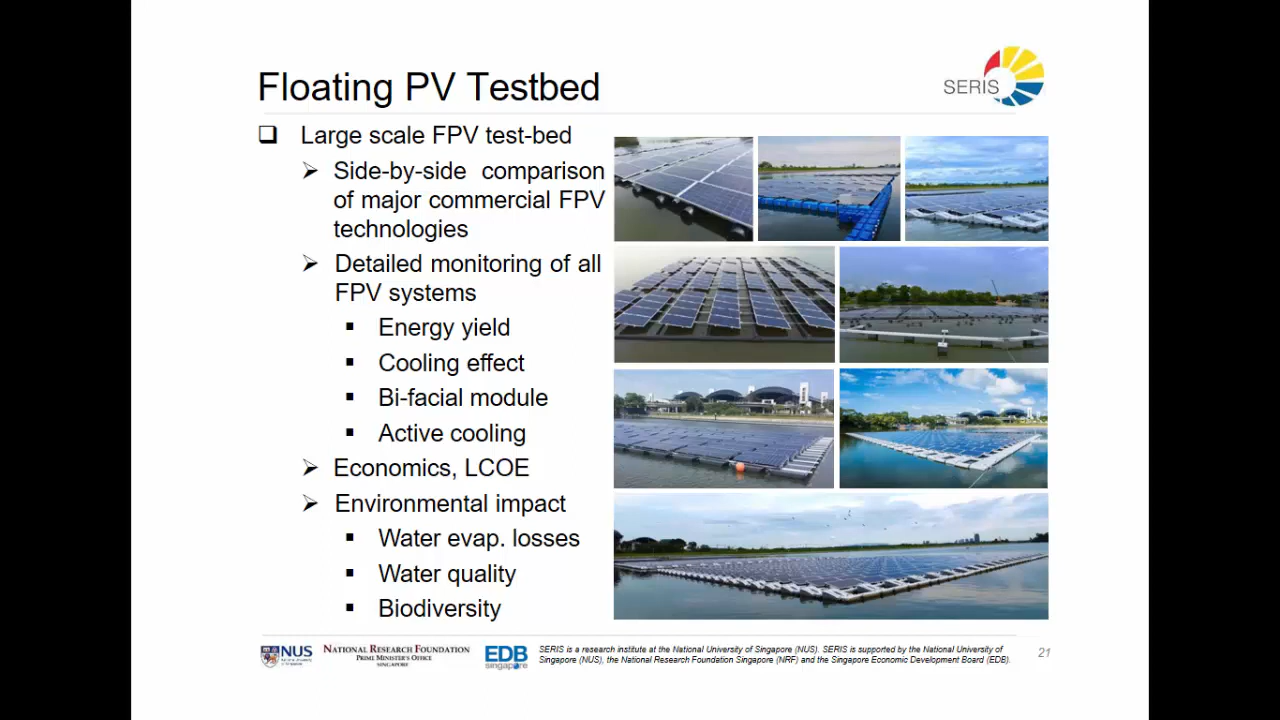 Floating PV Testbed
SERIS
Large scale FPV test-bed
Side-by-side comparison
of major commercial FPV
technologies
Detailed monitoring of all
FPV systems
Energy yield
Cooling effect
Bi-facial module
Active cooling
Economics, LCOE
Environmental impact
Water evap. losses
Water quality
Biodiversity
NUS
National University
of Singapore
NATIONAL RESEARCH FOUNDATION
PRIME MINISTER'S OFFICE
SINGAPORE
EDB
singapore
SERIS is a research institute at the National University of Singapore (NUS). SERIS is supported by the National University of
Singapore (NUS), the National Research Foundation Singapore (NRF) and the Singapore Economic Development Board (EDB).
21